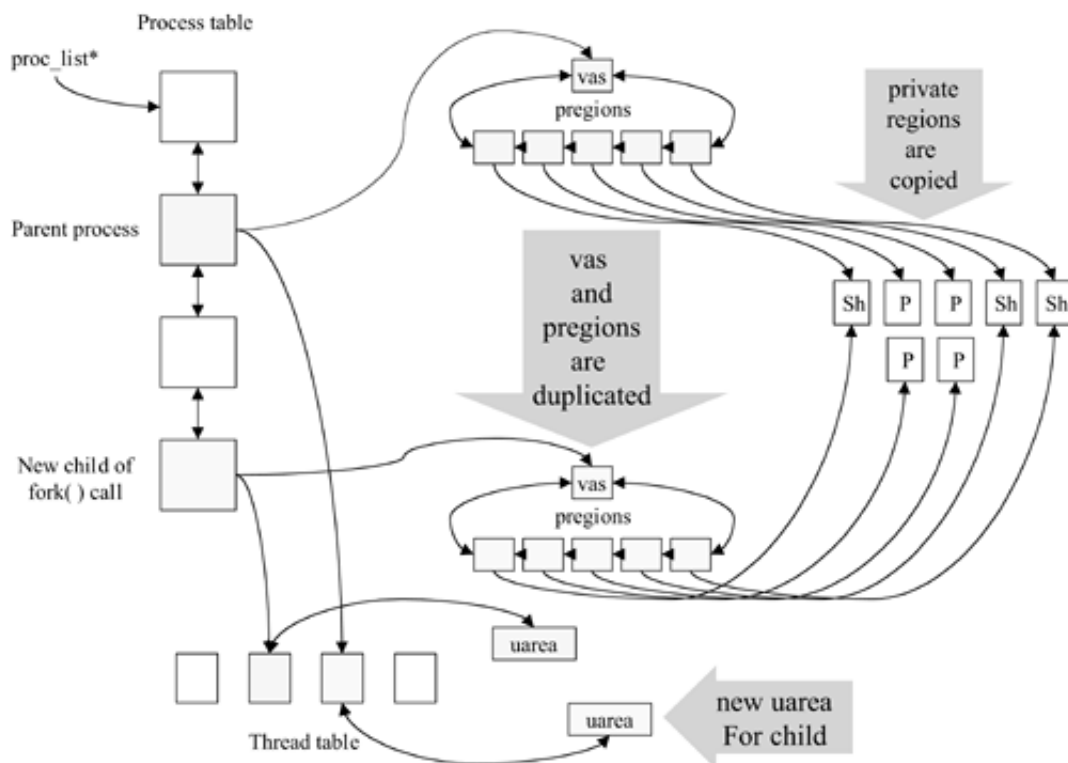 Process table
proc_list*
vas
pregions
private
regions
are
copied
Parent process
vas
and
pregions
are
duplicated
Sh
P
P
Sh
Sh
P
P
New child of
fork( ) call
vas
pregions
uarea
Thread table
uarea
new uarea
For child